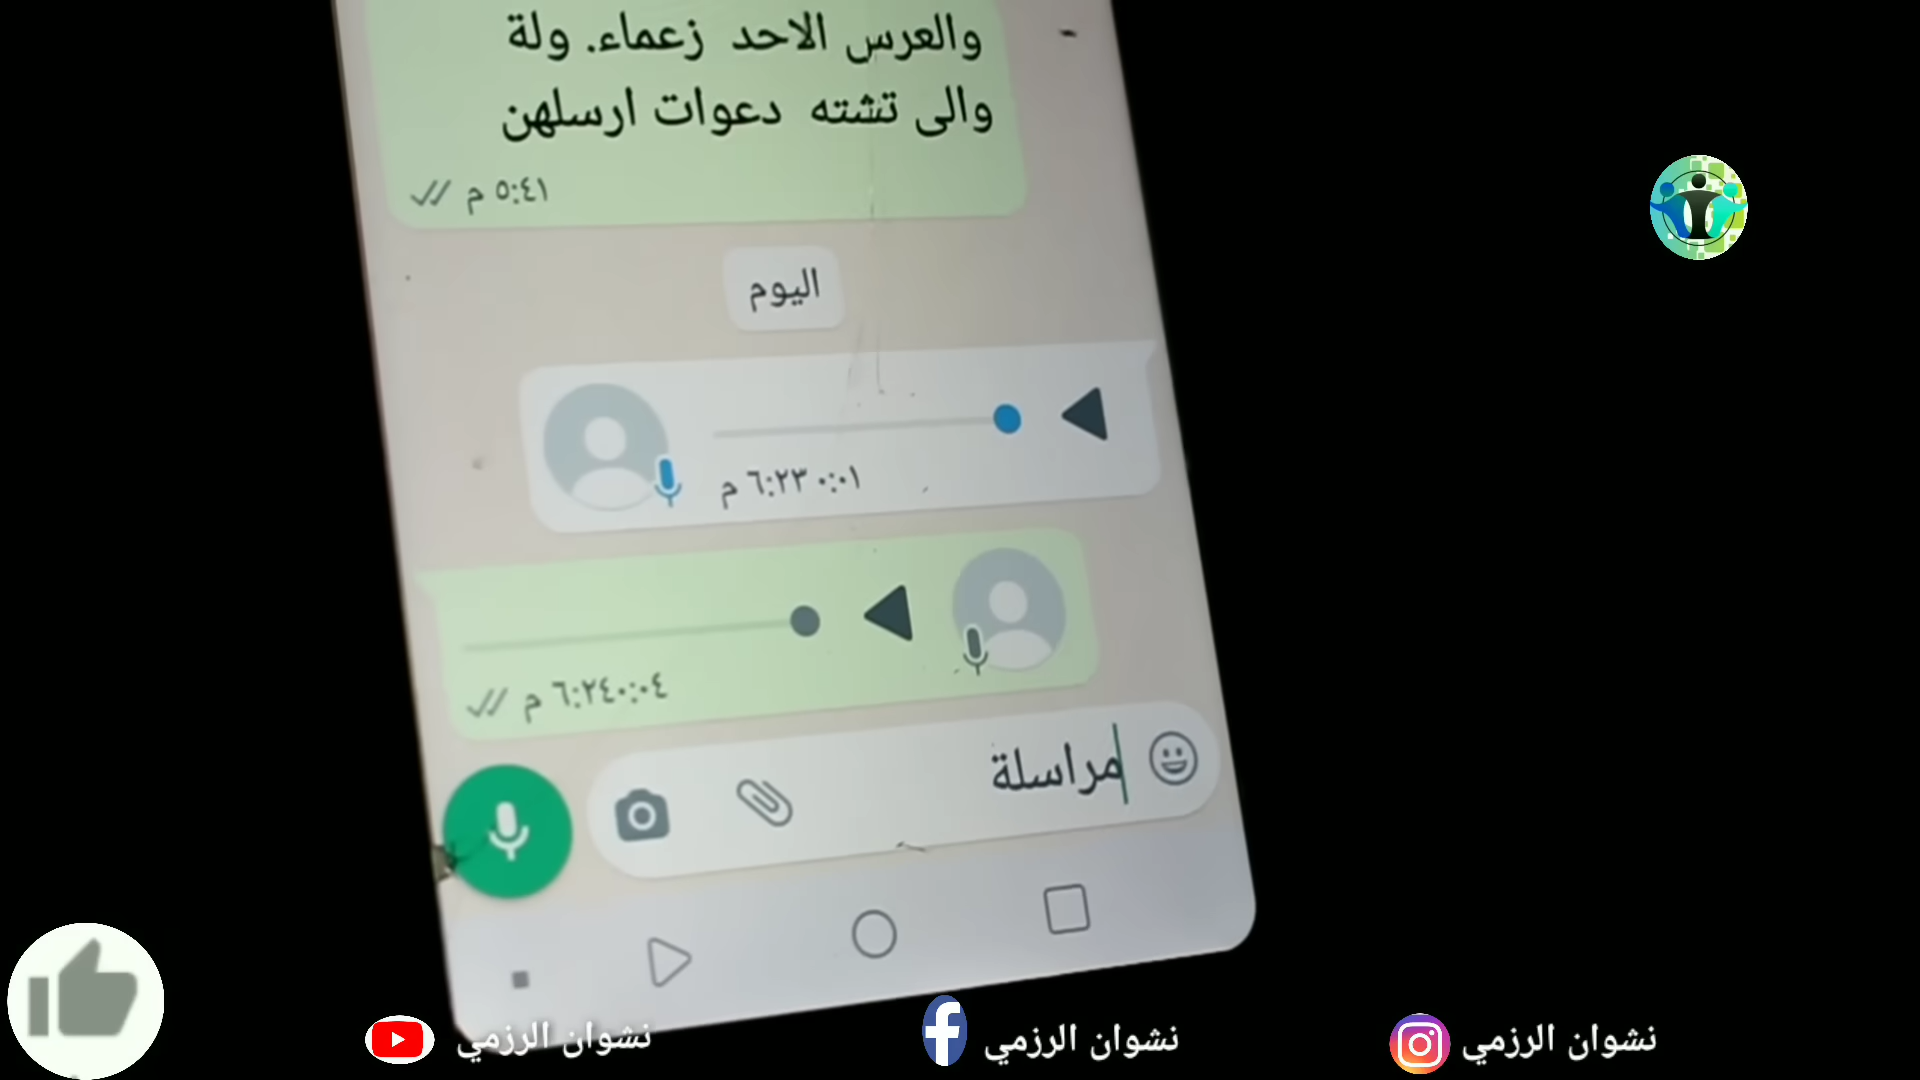 والعرس الاحد زعماء. ولة
والى تشته دعوات ارسلهن
٥:٤١ م
اليوم
٠:٠١
٦:٢٣ م
٠:٠٤
٦:٢٤ م
مراسلة
نشوان الرزمي
نشوان الرزمي
نشوان الرزمي